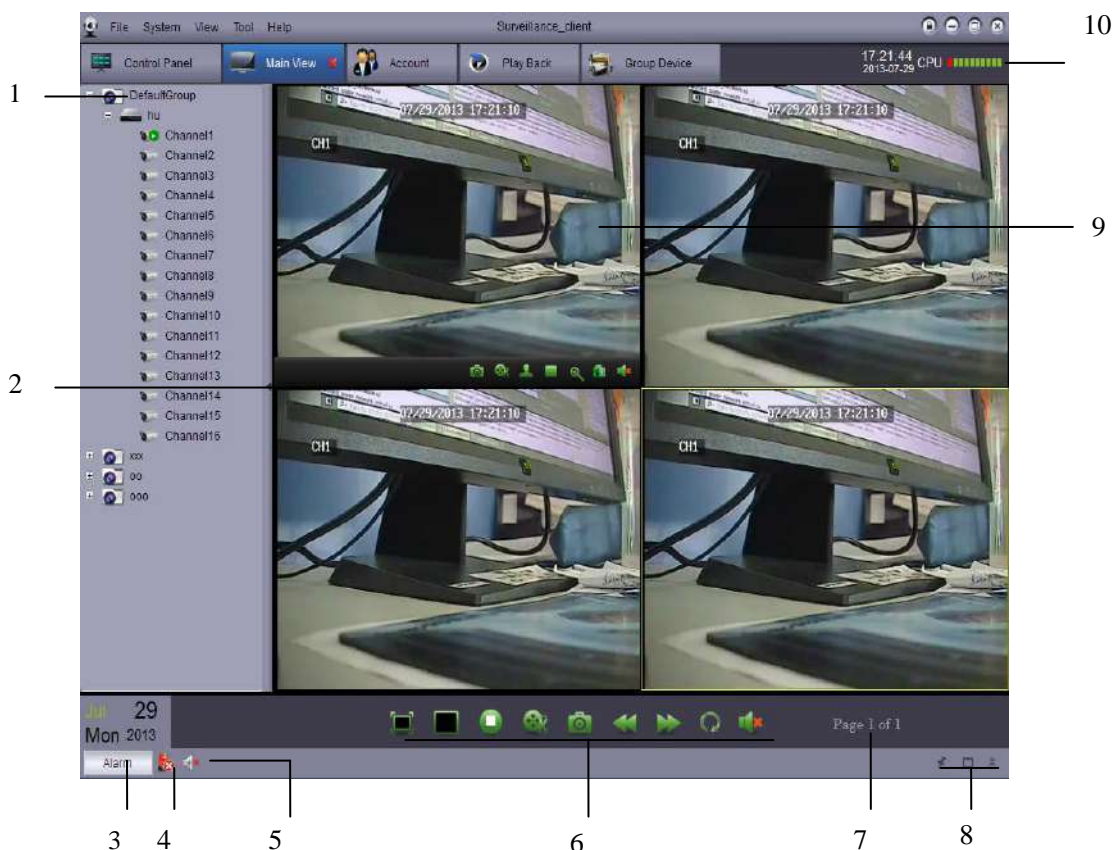 File System View Tool Help Surveillance_client
10
Control Panel Main View Account Play Back Group Device 17:21:44 CPU
2013-07-29
1
DefaultGroup
hu
Channel1
Channel2
Channel3
Channel4
Channel5
Channel6
Channel7
Channel8
Channel9
Channel10
Channel11
Channel12
Channel13
Channel14
Channel15
Channel16
xxx
oo
ooo
07/29/2013 17:21:10
CH1
07/29/2013 17:21:10
CH1
9
2
07/29/2013 17:21:10
CH1
07/29/2013 17:21:10
CH1
Jul 29
Mon 2013
Page 1 of 1
Alarm
3 4 5 6 7 8